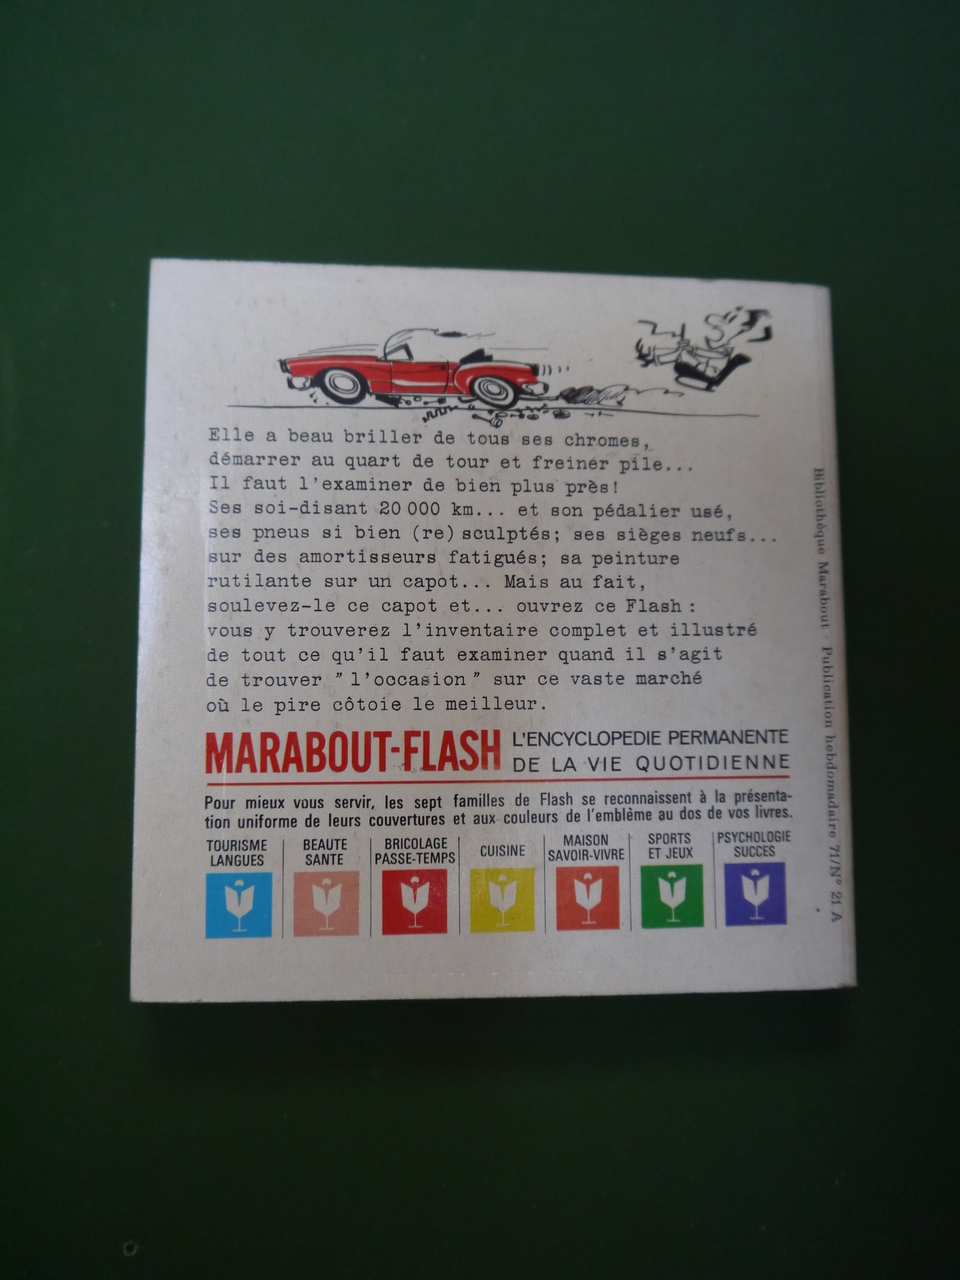 Elle a beau briller de tous ses chromes,
démarrer au quart de tour et freiner pile...
Il faut l'examiner de bien plus près!
Ses soi-disant 20 000 km... et son pédalier usé,
ses pneus si bien (re) sculptés; ses sièges neufs...
sur des amortisseurs fatigués; sa peinture
rutilante sur un capot... Mais au fait,
soulevez-le ce capot et... ouvrez ce Flash :
vous y trouverez l'inventaire complet et illustré
de tout ce qu'il faut examiner quand il s'agit
de trouver " l'occasion " sur ce vaste marché
où le pire côtoie le meilleur.
MARABOUT-FLASH
L'ENCYCLOPEDIE PERMANENTE
DE LA VIE QUOTIDIENNE
Pour mieux vous servir, les sept familles de Flash se reconnaissent à la présenta-
tion uniforme de leurs couvertures et aux couleurs de l'emblème au dos de vos livres.
TOURISME
LANGUES
BEAUTE
SANTE
BRICOLAGE
PASSE-TEMPS
CUISINE
MAISON
SAVOIR-VIVRE
SPORTS
ET JEUX
PSYCHOLOGIE
SUCCES
Bibliothèque Marabout · Publication hebdomadaire 71/N° 21 A